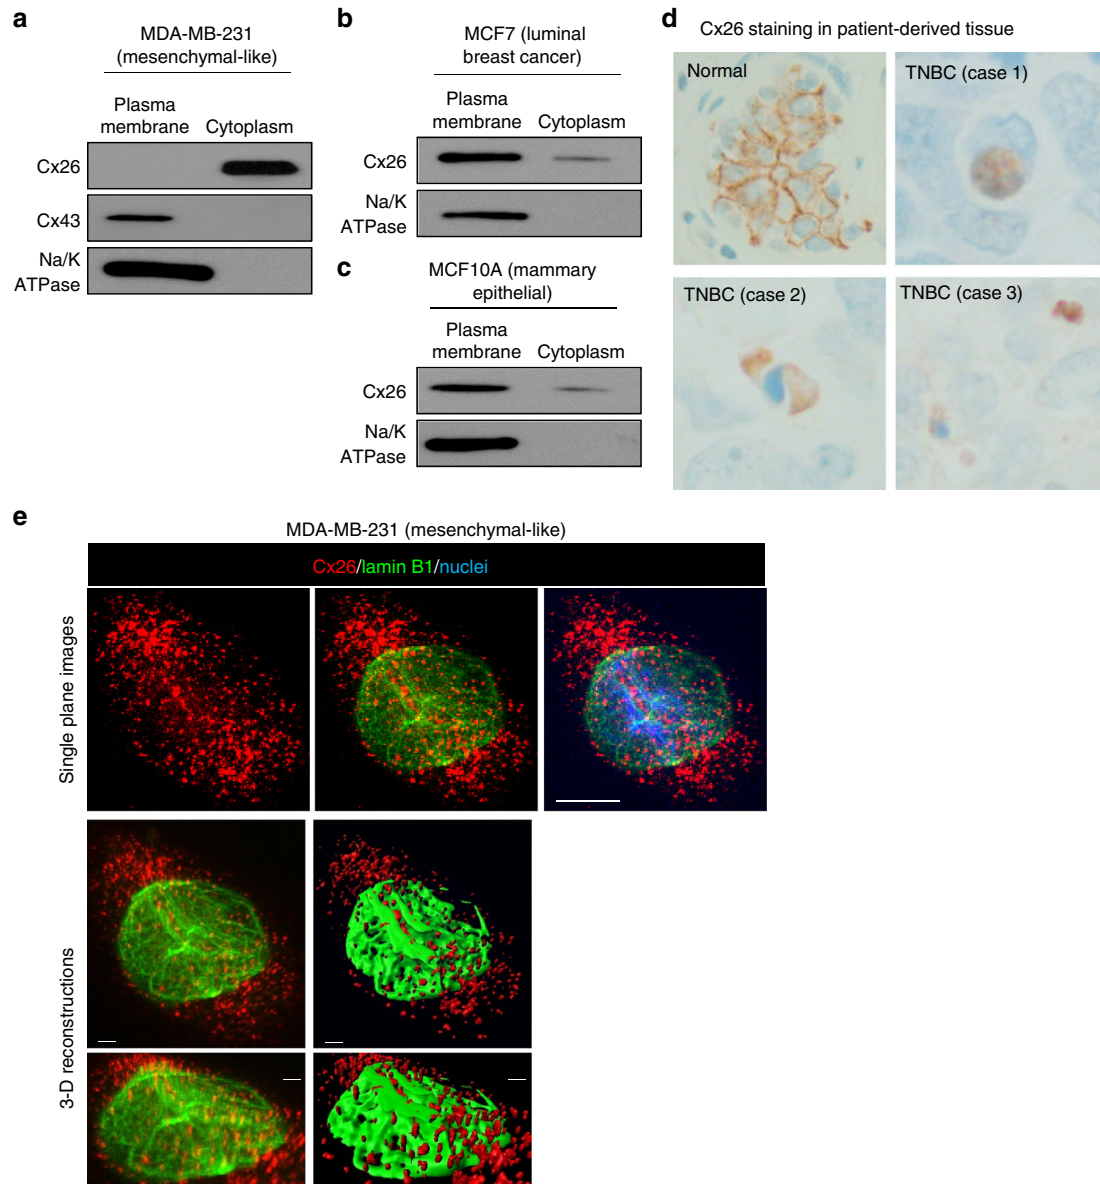 a
MDA-MB-231
(mesenchymal-like)
Plasma
membrane
Cytoplasm
Cx26
Cx43
Na/K
ATPase
b
MCF7 (luminal
breast cancer)
Plasma
membrane
Cytoplasm
Cx26
Na/K
ATPase
c
MCF10A (mammary
epithelial)
Plasma
membrane
Cytoplasm
Cx26
Na/K
ATPase
d
Cx26 staining in patient-derived tissue
Normal
TNBC (case 1)
TNBC (case 2)
TNBC (case 3)
e
MDA-MB-231 (mesenchymal-like)
Cx26/lamin B1/nuclei
Single plane images
3-D reconstructions